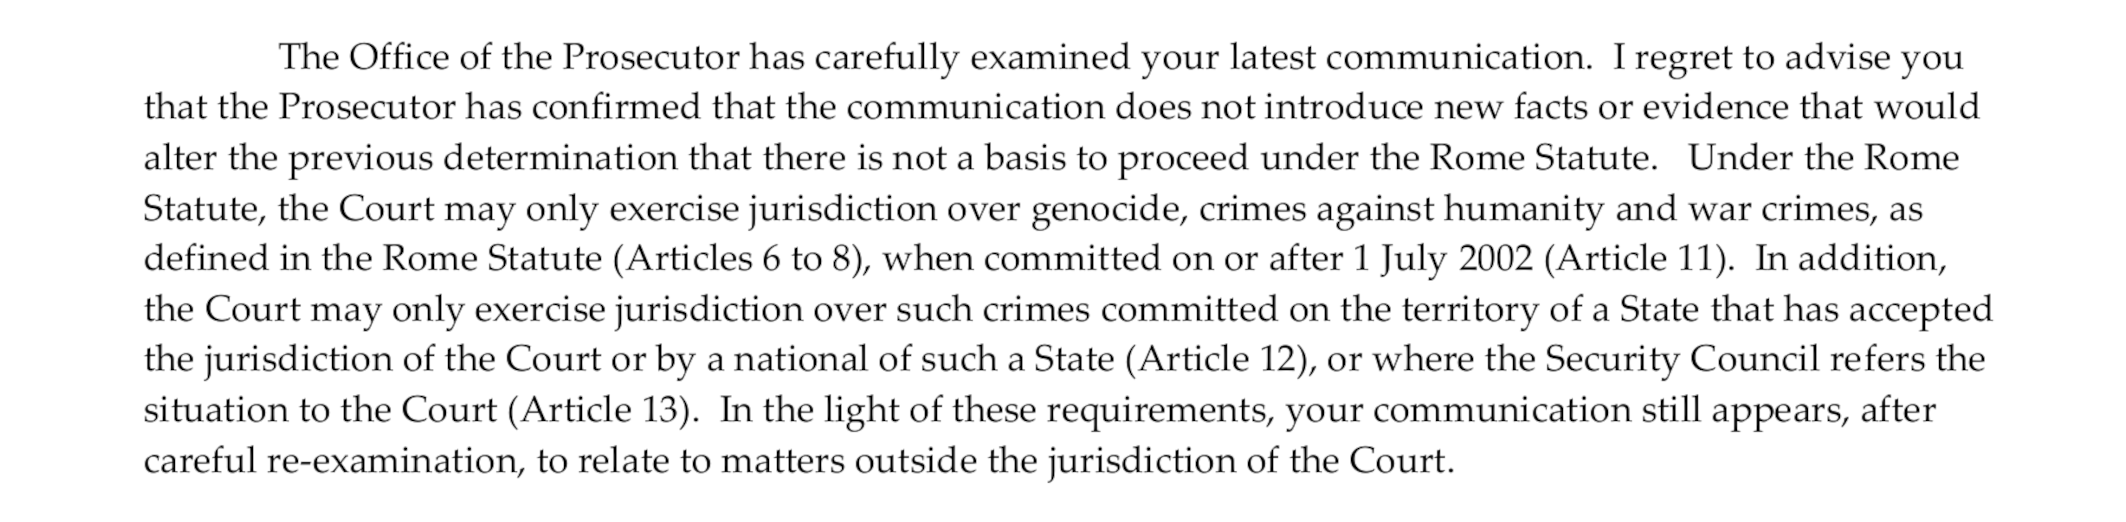 The Office of the Prosecutor has carefully examined your latest communication.  I regret to advise you
that the Prosecutor has confirmed that the communication does not introduce new facts or evidence that would
alter the previous determination that there is not a basis to proceed under the Rome Statute.   Under the Rome
Statute, the Court may only exercise jurisdiction over genocide, crimes against humanity and war crimes, as
defined in the Rome Statute (Articles 6 to 8), when committed on or after 1 July 2002 (Article 11).  In addition,
the Court may only exercise jurisdiction over such crimes committed on the territory of a State that has accepted
the jurisdiction of the Court or by a national of such a State (Article 12), or where the Security Council refers the
situation to the Court (Article 13).  In the light of these requirements, your communication still appears, after
careful re-examination, to relate to matters outside the jurisdiction of the Court.